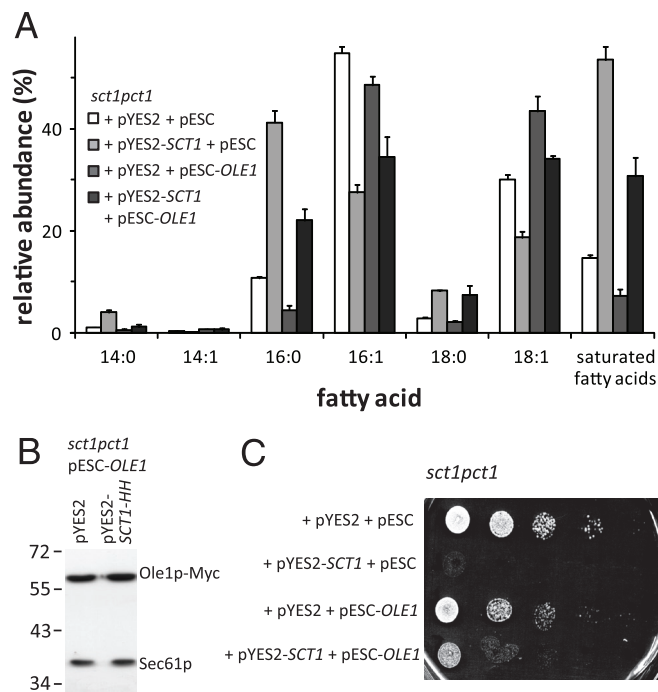 A
relative abundance (%)
40
20
0
sct1pct1
+ pYES2 + pESC
+ pYES2-SCT1 + pESC
+ pYES2 + pESC-OLE1
+ pYES2-SCT1
+ pESC-OLE1
14:0 14:1 16:0 16:1 18:0 18:1 saturated
fatty acids
fatty acid
B
sct1pct1
pESC-OLE1
pYES2
pYES2-
SCT1-HH
72
55
43
34
Ole1p-Myc
Sec61p
C
sct1pct1
+ pYES2 + pESC
+ pYES2-SCT1 + pESC
+ pYES2 + pESC-OLE1
+ pYES2-SCT1 + pESC-OLE1